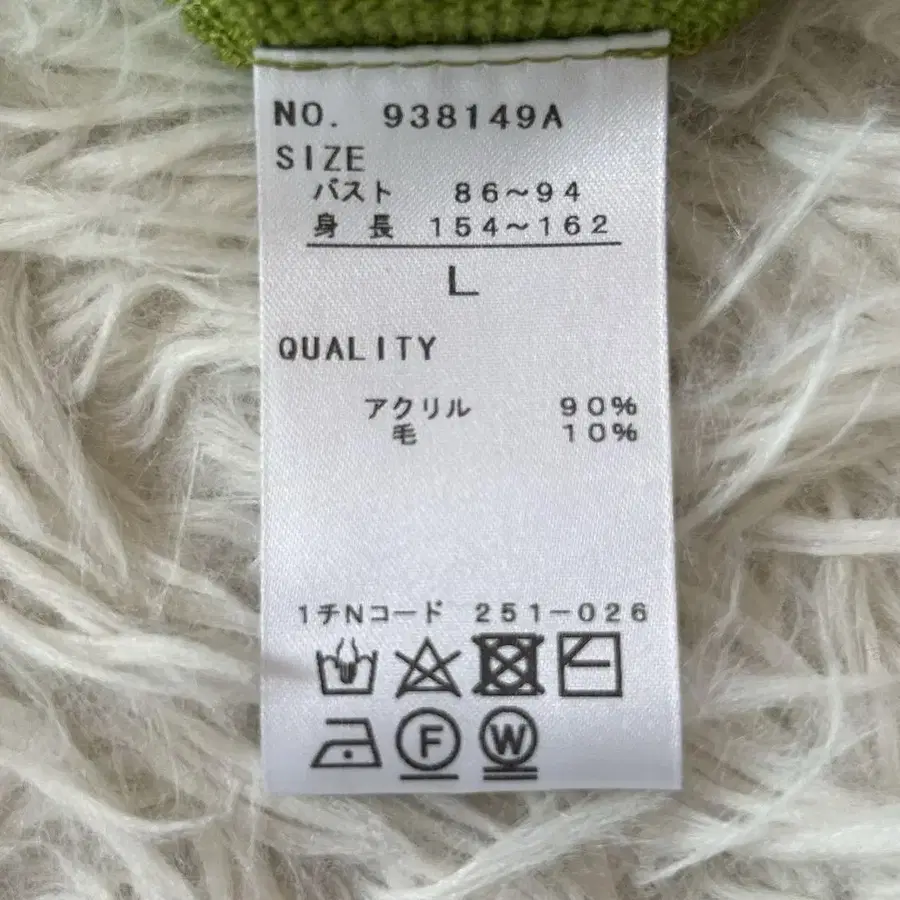 NO. 938149A
SIZE
バスト 86～94
身長 154～162
L
QUALITY
アクリル 90%
毛 10%
1チNコード 251-026
F W